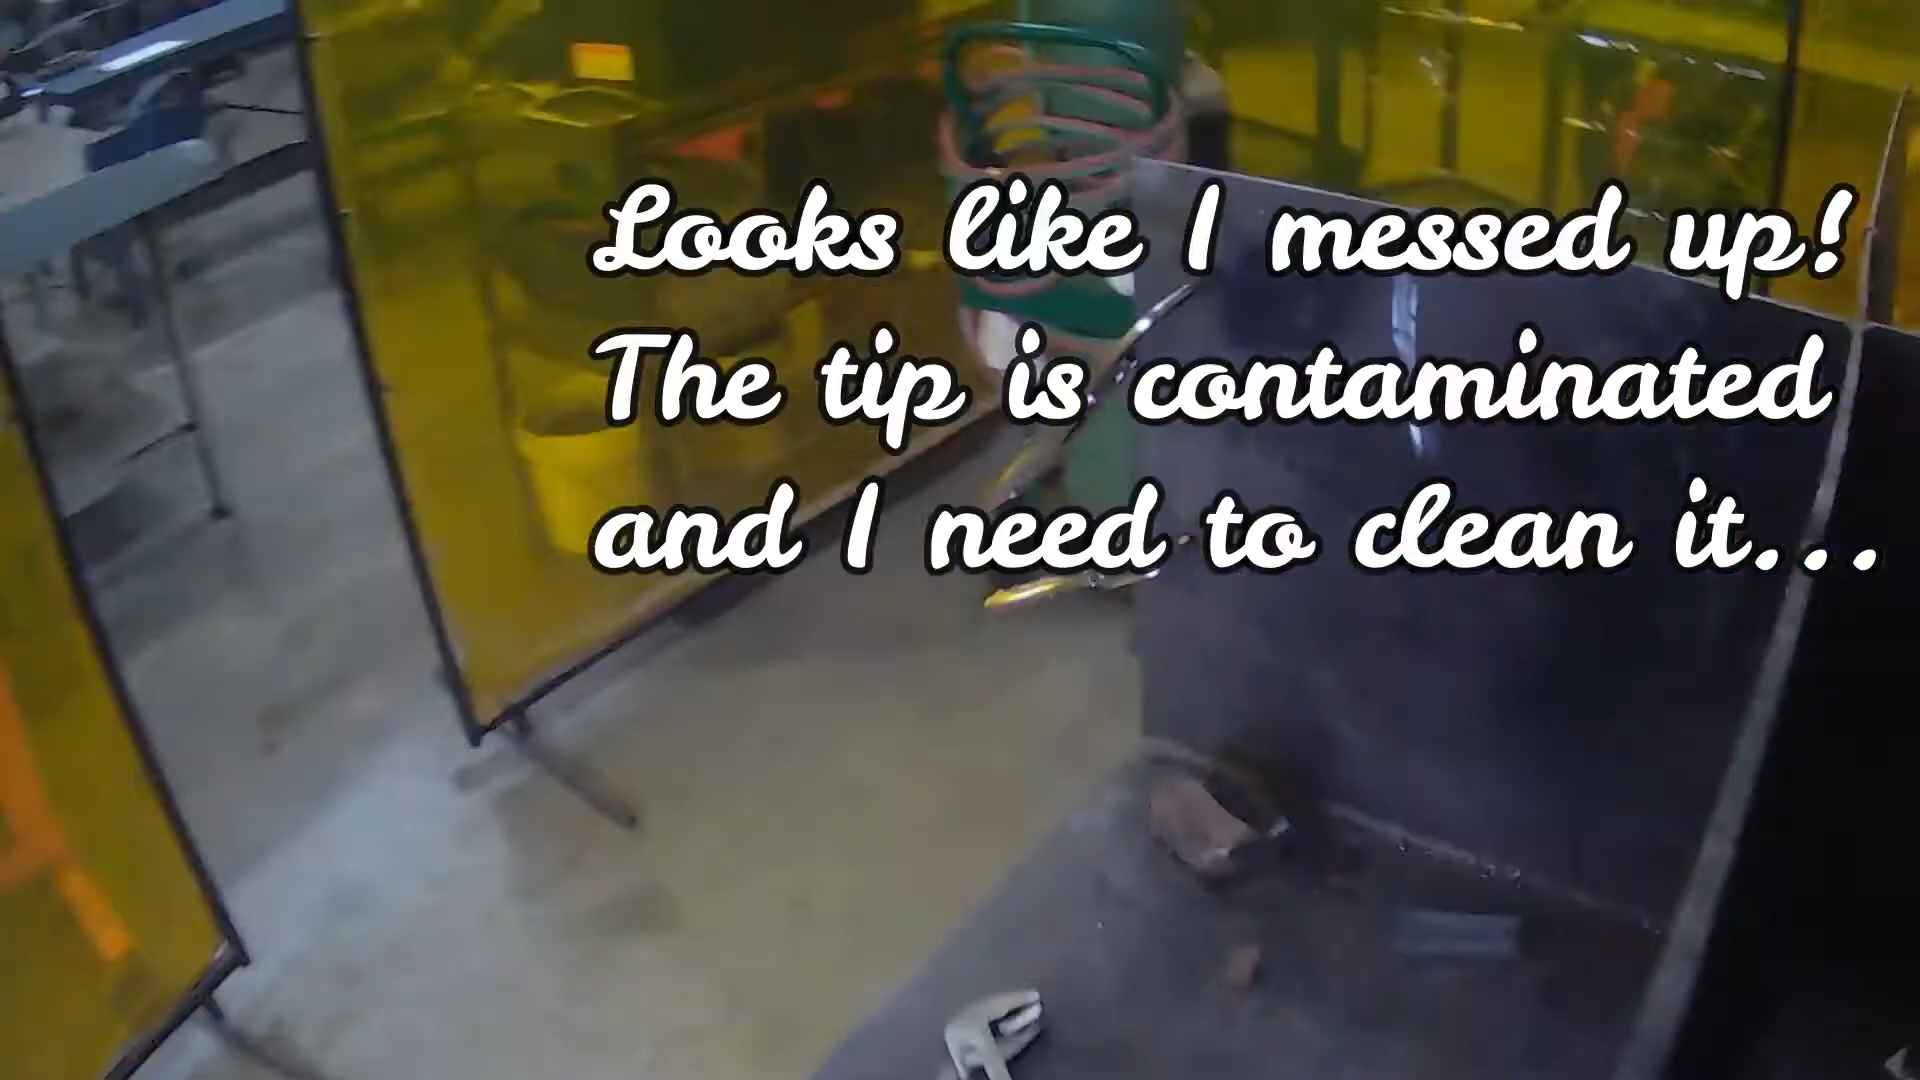 Looks like I messed up!
The tip is contaminated
and I need to clean it...